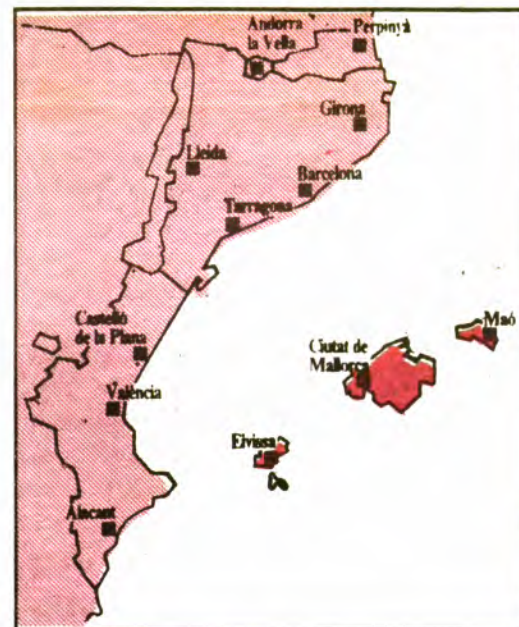 Andorra
la Vella
Perpinyà
Girona
Lleida
Barcelona
Tarragona
Castelló
de la Plana
Maó
Ciutat de
Mallorca
València
Eivissa
Alacant